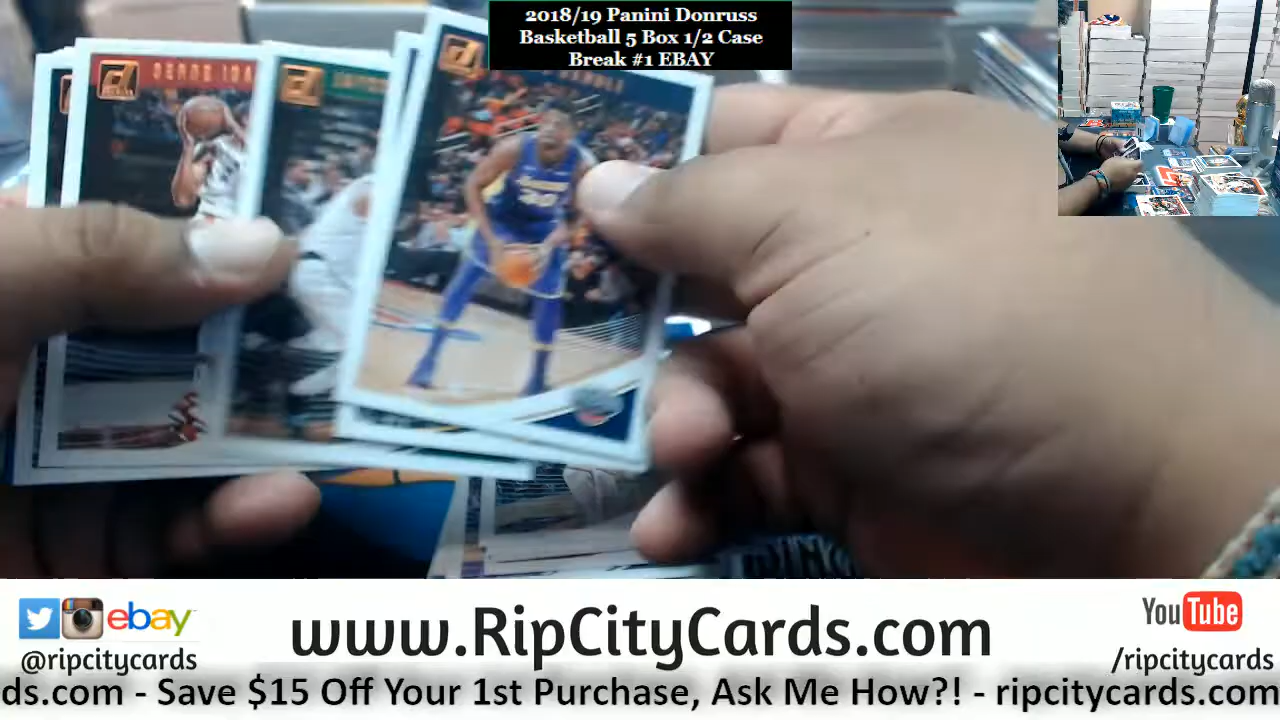 2018/19 Panini Donruss
Basketball 5 Box 1/2 Case
Break #1 EBAY
ebay
@ripcitycards
www.RipCityCards.com
YouTube
/ripcitycards
ds.com - Save $15 Off Your 1st Purchase, Ask Me How?! - ripcitycards.com